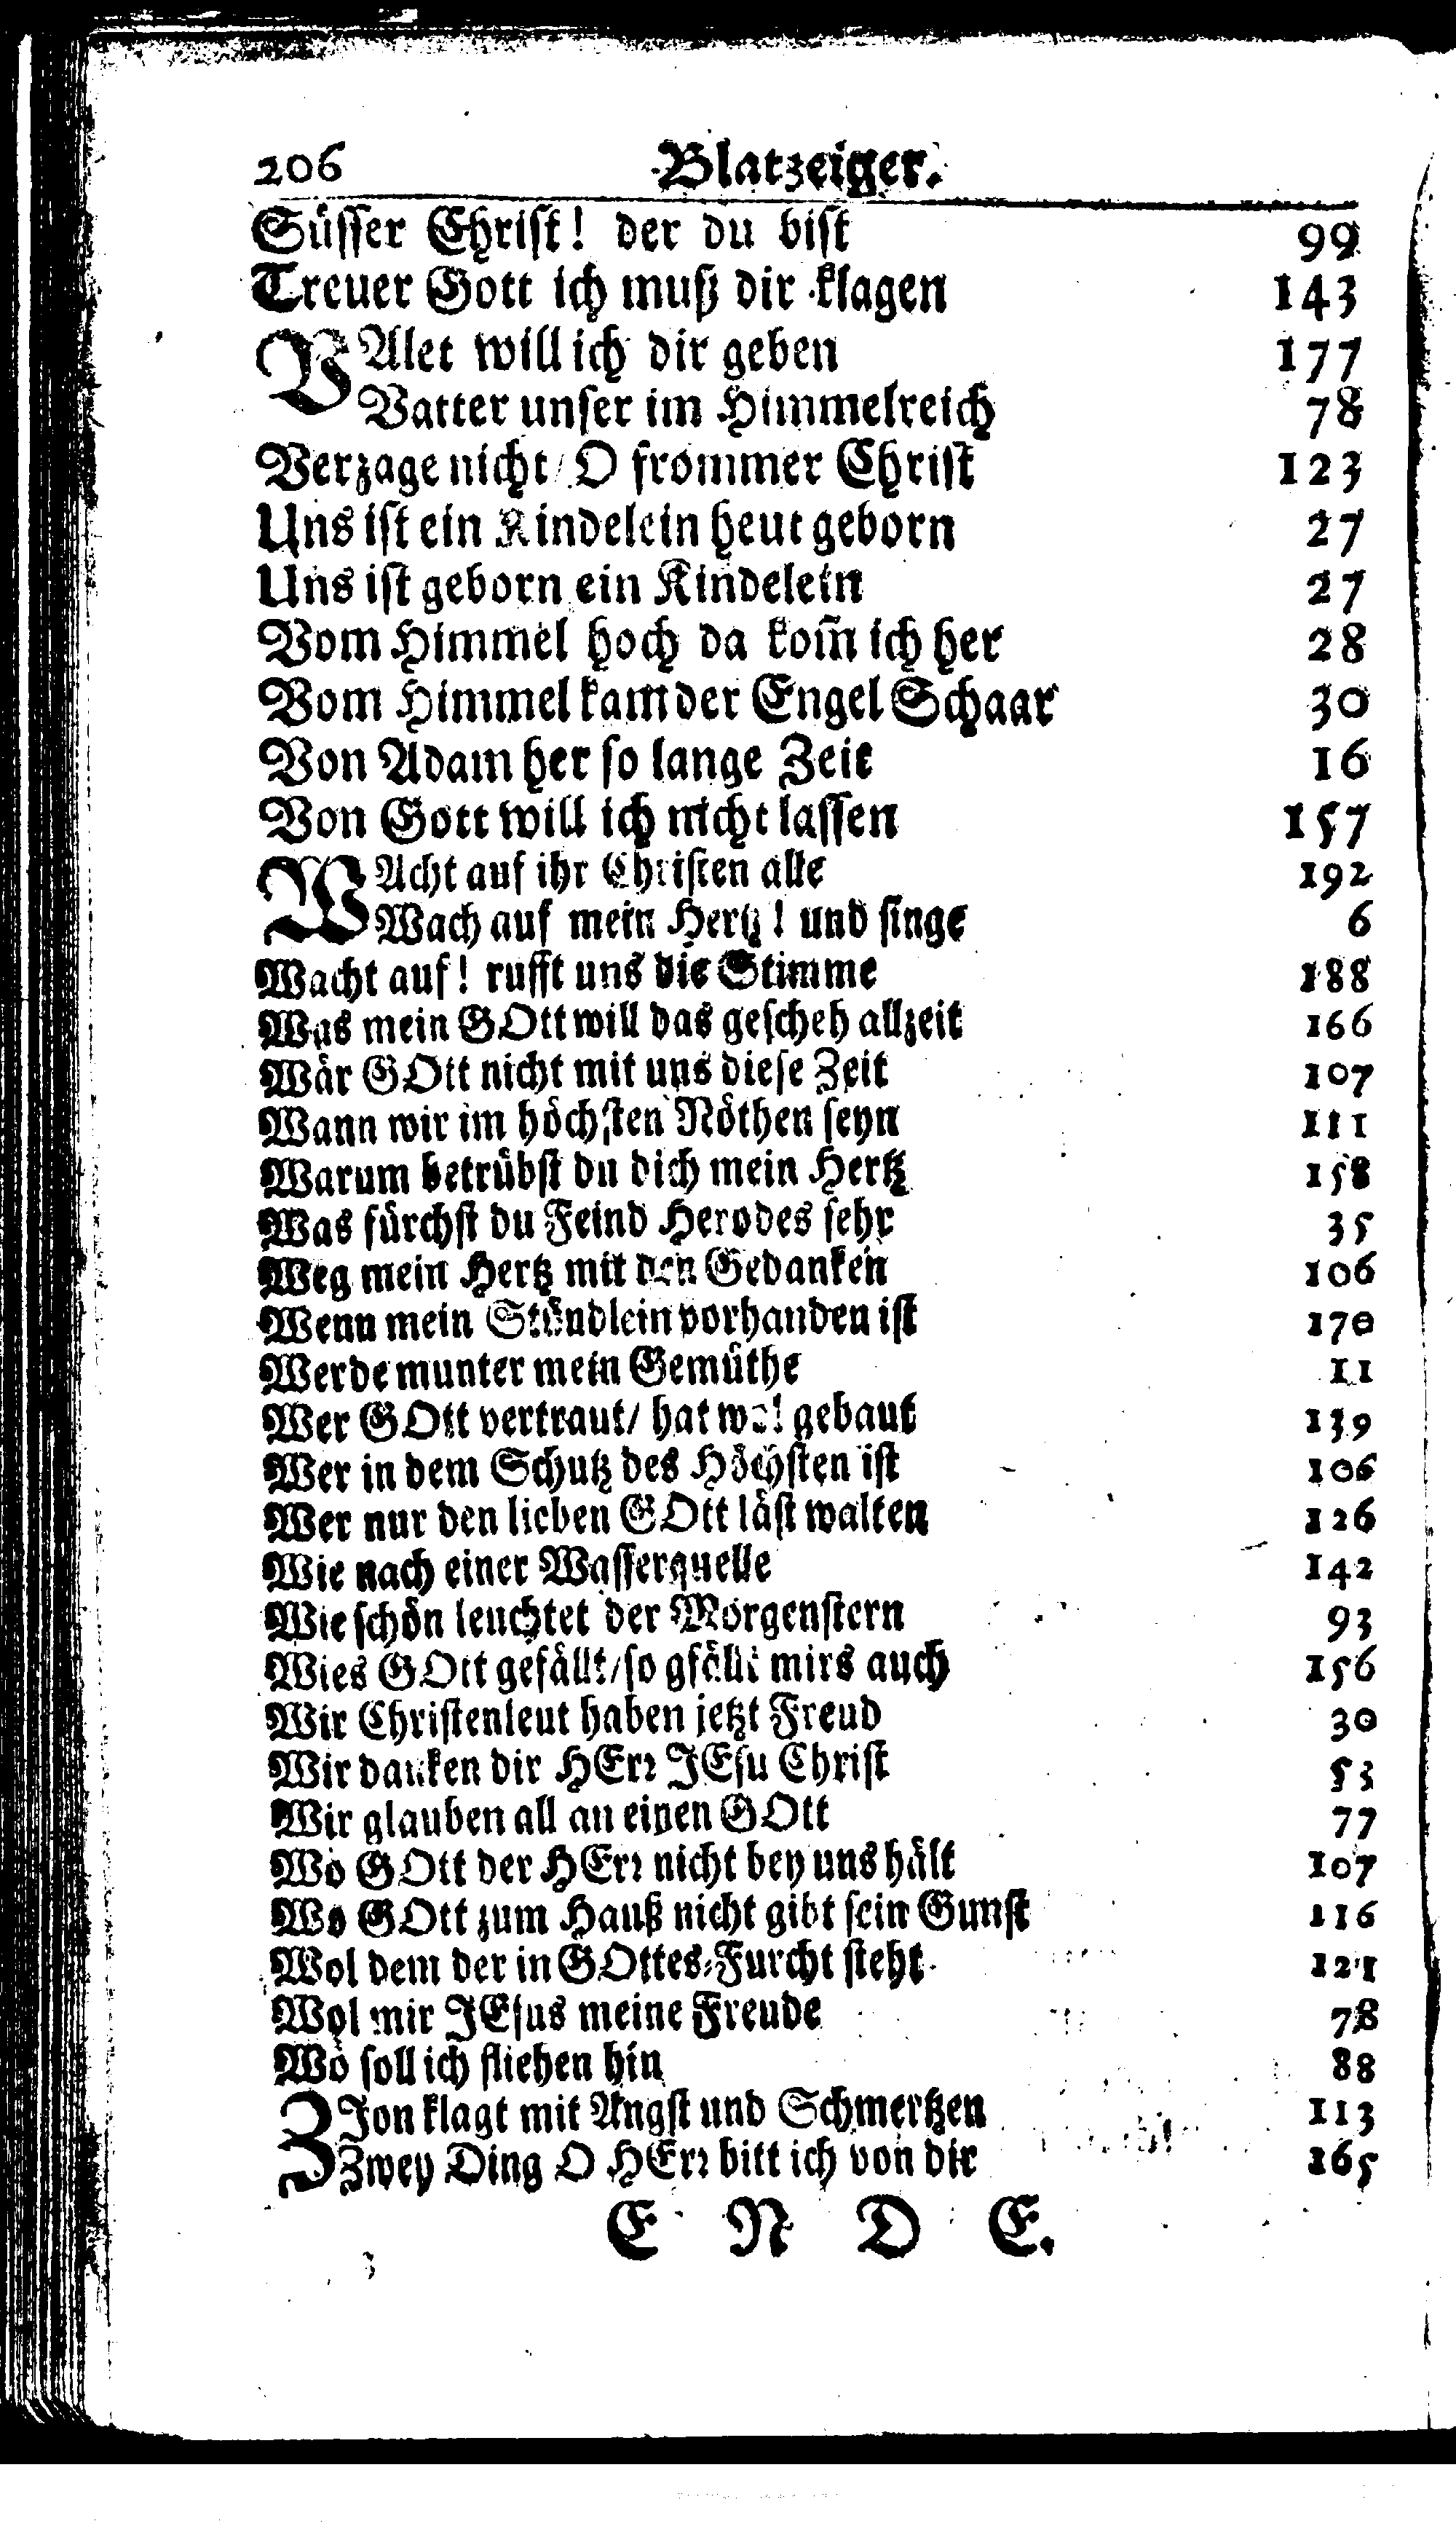 206 Blatzeiger.
Süsser Christ! der du bist 99
Treuer Gott ich muß dir klagen 143
VAlet will ich dir geben 177
Vatter unser im Himmelreich 78
Verzage nicht/ O frommer Christ 123
Uns ist ein Kindelein heut geborn 27
Uns ist geborn ein Kindelein 27
Vom Himmel hoch da kom̃ ich her 28
Vom Himmel kam der Engel Schaar 30
Von Adam her so lange Zeit 16
Von Gott will ich nicht lassen 157
WAcht auf ihr Christen alle 192
Wach auf mein Hertz! und singe 6
Wacht auf! rufft uns die Stimme 188
Was mein GOtt will das gescheh allzeit 166
Wär GOtt nicht mit uns diese Zeit 107
Wann wir im höchsten Nöthen seyn 111
Warum betrübst du dich mein Hertz 158
Was fürchst du Feind Herodes sehr 35
Weg mein Hertz mit den Gedanken 106
Wenn mein Stündlein vorhanden ist 170
Werde munter mein Gemüthe 11
Wer GOtt vertraut/ hat wol gebaut 139
Wer in dem Schutz des Höchsten ist 106
Wer nur den lieben GOtt läst walten 126
Wie nach einer Wasserquelle 142
Wie schön leuchtet der Morgenstern 93
Wies GOtt gefällt/ so gfällt mirs auch 156
Wir Christenleut haben jetzt Freud 30
Wir danken dir HErr JEsu Christ 53
Wir glauben all an einen GOtt 77
Wo GOtt der HErr nicht bey uns hält 107
Wo GOtt zum Hauß nicht gibt sein Gunst 116
Wol dem der in GOttes-Furcht steht 121
Wol mir JEsus meine Freude 78
Wo soll ich fliehen hin 88
ZJon klagt mit Angst und Schmertzen 113
Zwey Ding O HErr bitt ich von dir 165
E N D E.